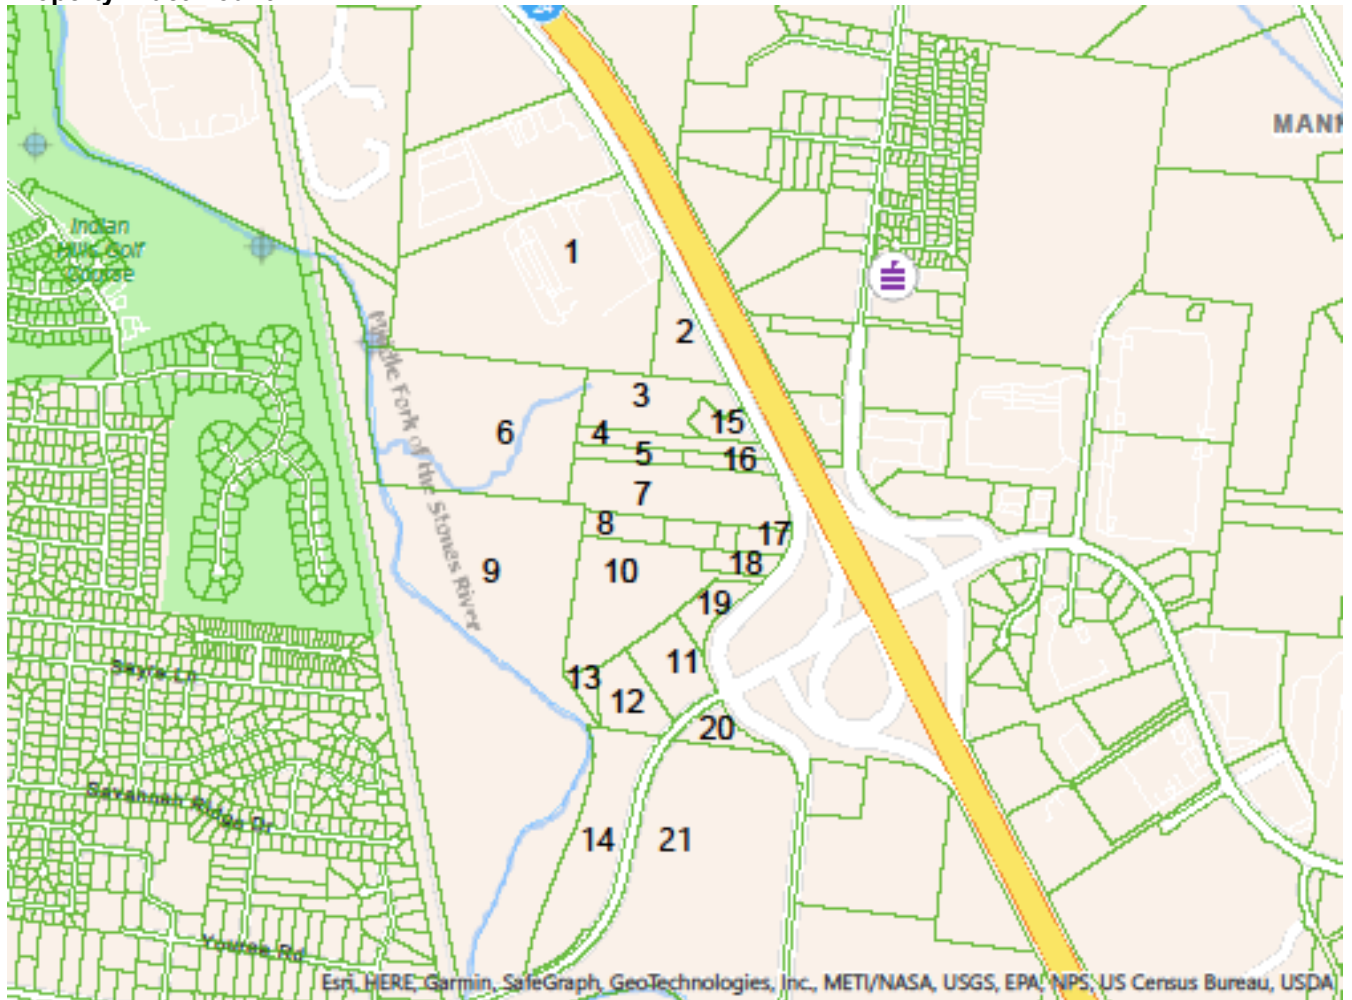 24
MANK
Indian
Hills Golf
Course
1
Middle Fork of the Stones River
2
3
15
6
4
5
16
7
8
17
9
10
18
19
Sayre Ln
11
13
12
20
Savannah Ridge Dr
14
21
Youree Rd
Esri, HERE, Garmin, SafeGraph, GeoTechnologies, Inc., METI/NASA, USGS, EPA, NPS, US Census Bureau, USDA